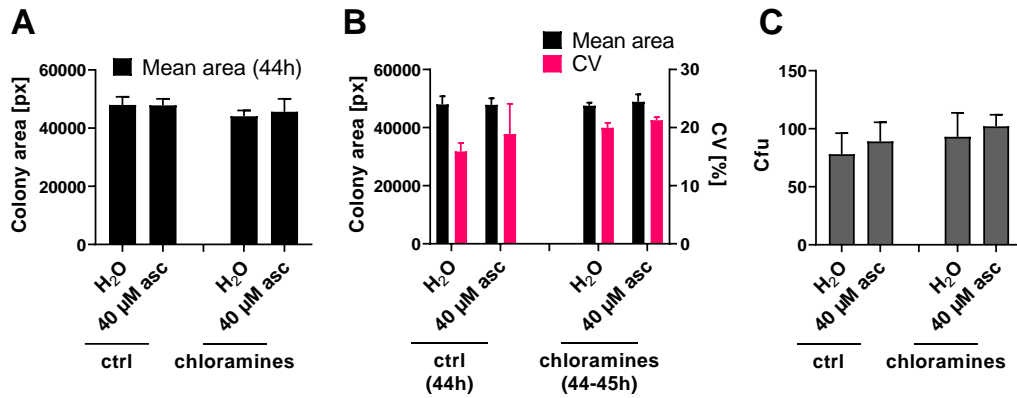 A
Mean area (44h)
Colony area [px]
60000
40000
20000
0
H₂O
40 µM asc
H₂O
40 µM asc
ctrl
chloramines
B
Mean area
CV
Colony area [px]
60000
40000
20000
0
30
20
10
0
CV [%]
H₂O
40 µM asc
H₂O
40 µM asc
ctrl
(44h)
chloramines
(44-45h)
C
Cfu
150
100
50
0
H₂O
40 µM asc
H₂O
40 µM asc
ctrl
chloramines